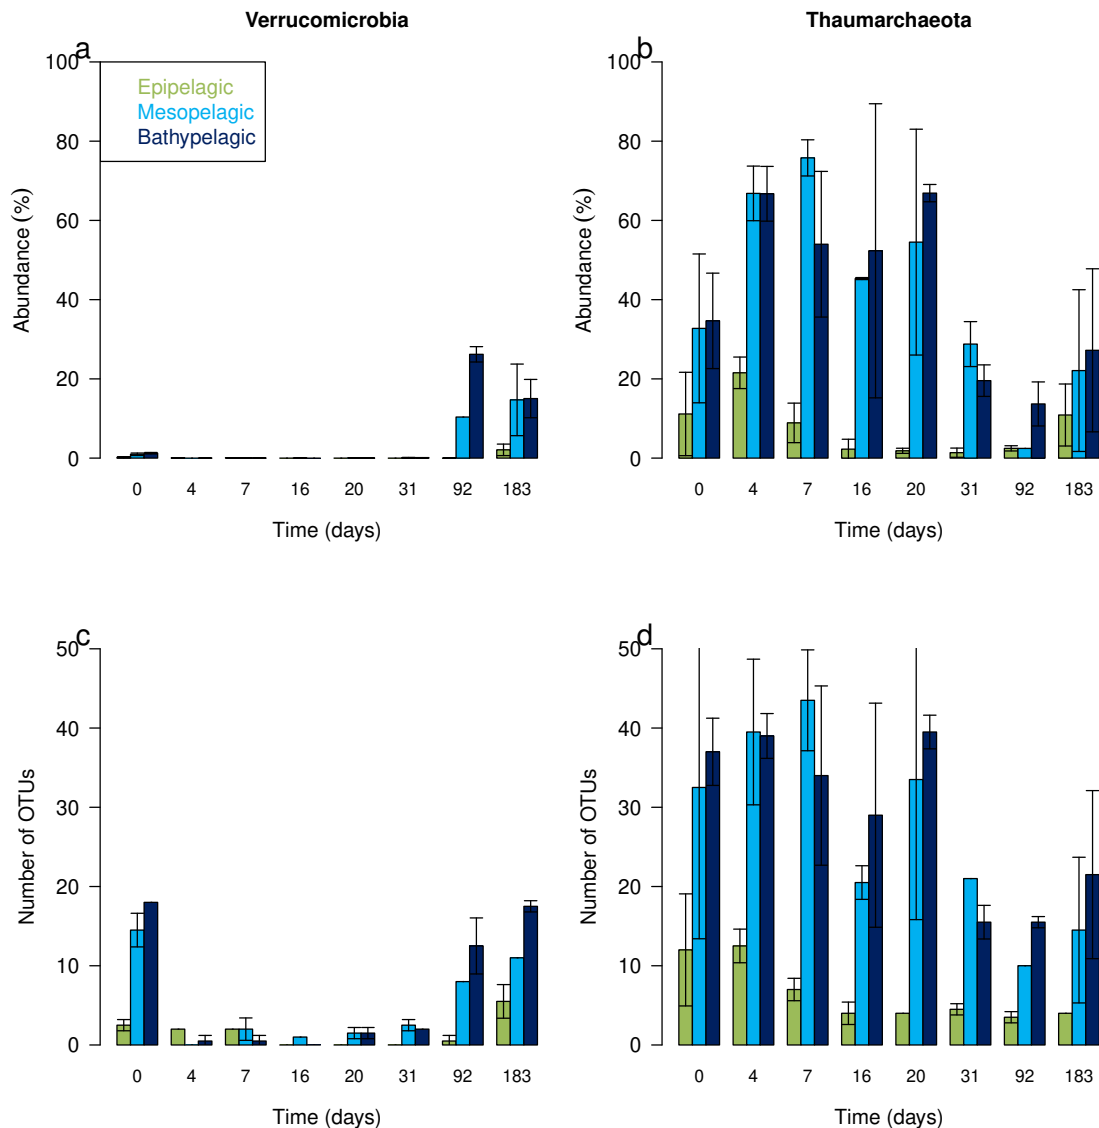 Verrucomicrobia
a
Abundance (%)
100
80
60
40
20
0
Epipelagic
Mesopelagic
Bathypelagic
0 4 7 16 20 31 92 183
Time (days)
Thaumarchaeota
b
Abundance (%)
100
80
60
40
20
0
0 4 7 16 20 31 92 183
Time (days)
c
Number of OTUs
50
40
30
20
10
0
0 4 7 16 20 31 92 183
Time (days)
d
Number of OTUs
50
40
30
20
10
0
0 4 7 16 20 31 92 183
Time (days)